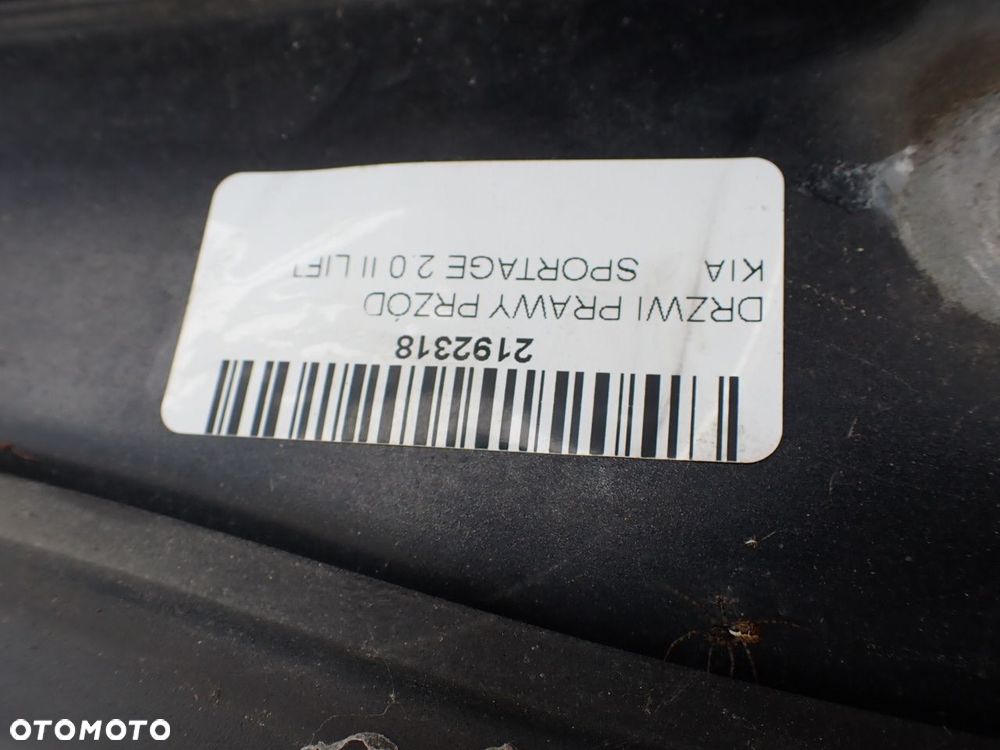 2192318
DRZWI PRAWY PRZÓD
KIA SPORTAGE 2.0 II LIFT
OTOMOTO